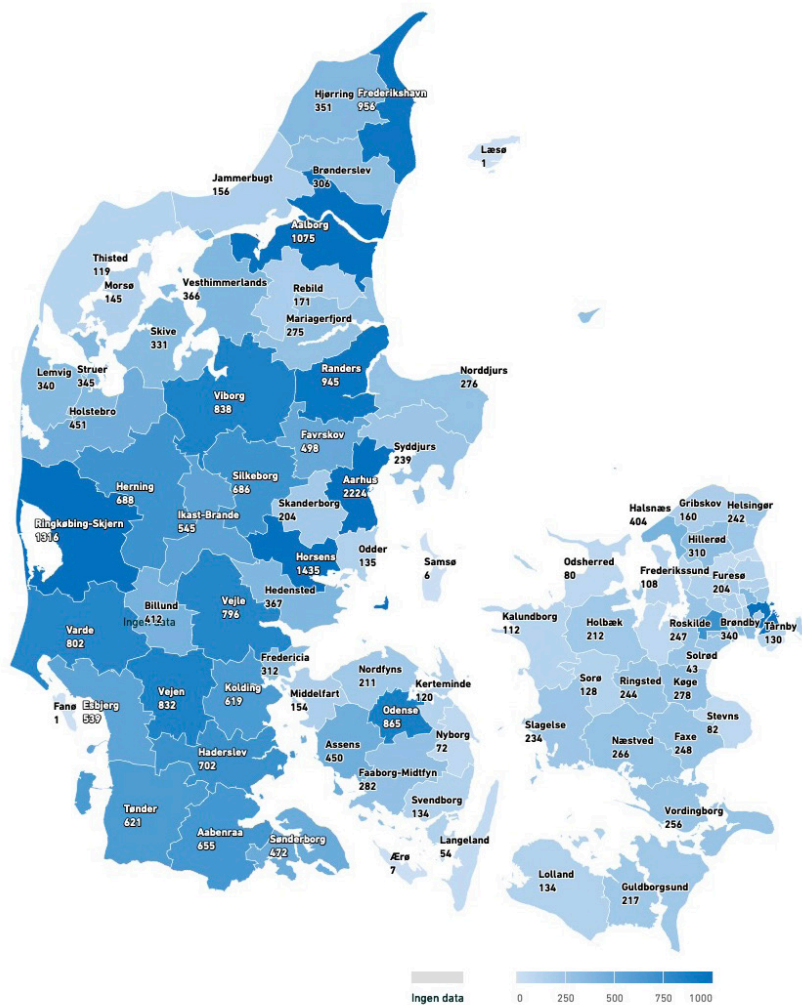 Hjørring
351
Frederikshavn
956
Læsø
1
Brønderslev
306
Jammerbugt
156
Aalborg
1075
Thisted
119
Morsø
145
Vesthimmerlands
366
Rebild
171
Mariagerfjord
275
Skive
331
Lemvig
340
Struer
345
Holstebro
451
Viborg
838
Randers
945
Norddjurs
276
Favrskov
498
Syddjurs
239
Herning
688
Silkeborg
686
Aarhus
2224
Ikast-Brande
545
Skanderborg
204
Ringkøbing-Skjern
1316
Horsens
1435
Odder
135
Samsø
6
Hedensted
367
Vejle
796
Billund
412
Ingen data
Varde
802
Fredericia
312
Vejen
832
Kolding
619
Fanø
1
Esbjerg
539
Haderslev
702
Tønder
621
Aabenraa
655
Sønderborg
472
Middelfart
154
Nordfyns
211
Kerteminde
120
Odense
865
Assens
450
Nyborg
72
Faaborg-Midtfyn
282
Svendborg
134
Langeland
54
Ærø
7
Halsnæs
404
Gribskov
160
Helsingør
242
Hillerød
310
Odsherred
80
Frederikssund
108
Furesø
204
Kalundborg
112
Holbæk
212
Roskilde
247
Brøndby
340
Tårnby
130
Solrød
43
Sorø
128
Ringsted
244
Køge
278
Stevns
82
Slagelse
234
Næstved
266
Faxe
248
Vordingborg
256
Lolland
134
Guldborgsund
217
Ingen data
0 250 500 750 1000